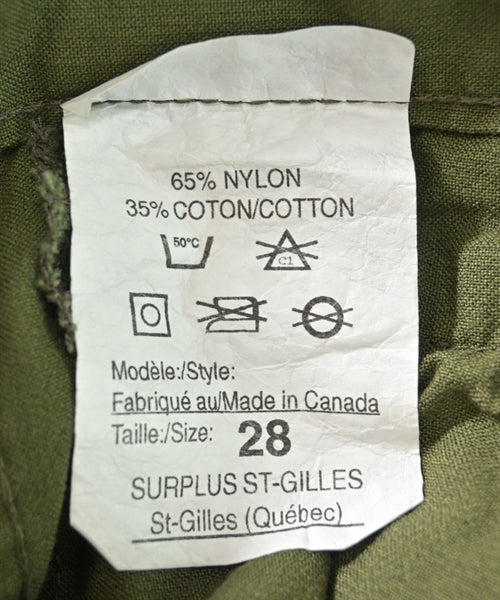 65% NYLON
35% COTON/COTTON
50°C
C1
Modèle:/Style:
Fabriqué au/Made in Canada
Taille:/Size: 28
SURPLUS ST-GILLES
St-Gilles (Québec)